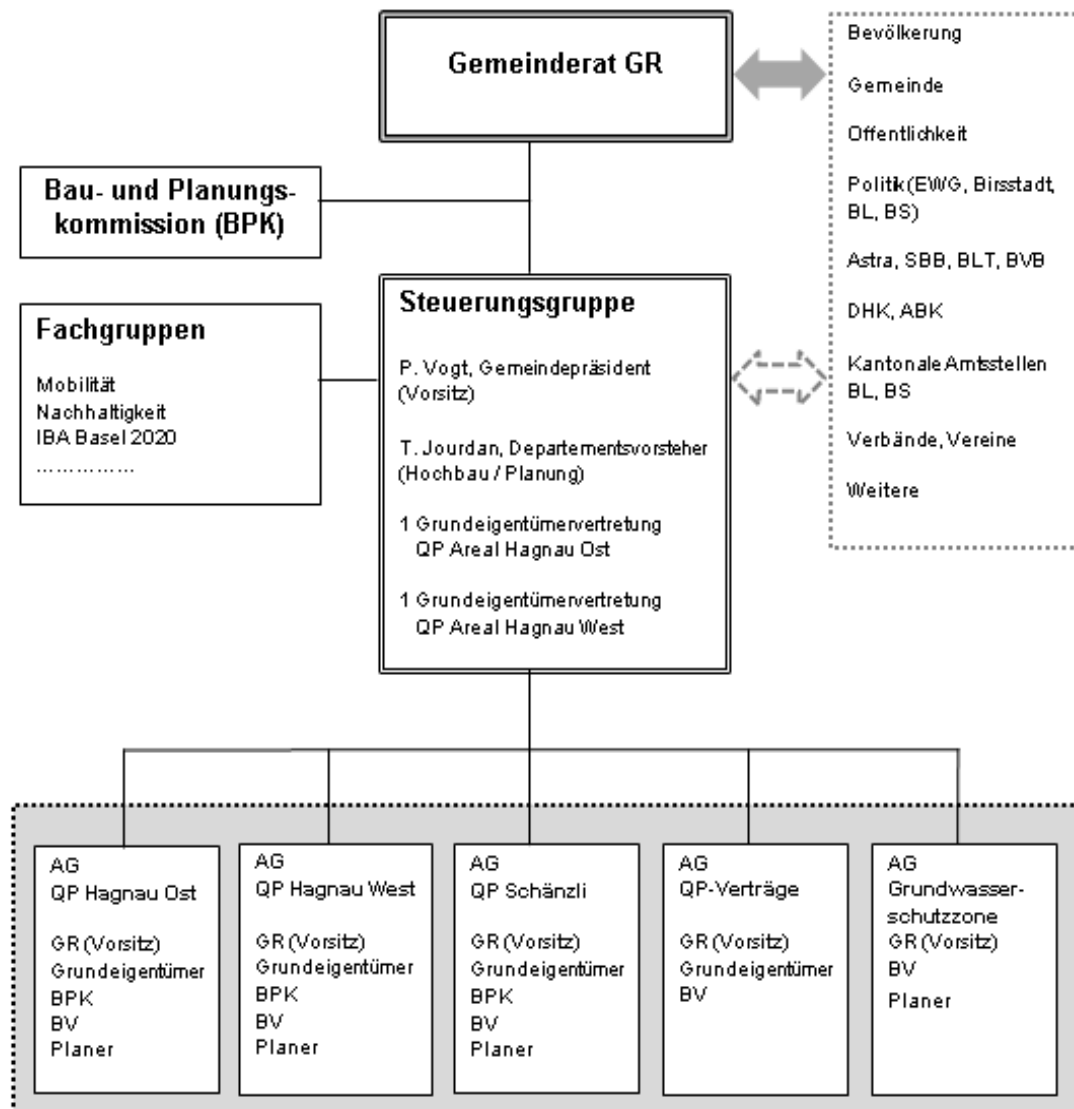 Gemeinderat GR
Bevölkerung
Gemeinde
Öffentlichkeit
Politik (EWG, Birsstadt,
BL, BS)
Astra, SBB, BLT, BVB
DHK, ABK
Kantonale Amtsstellen
BL, BS
Verbände, Vereine
Weitere
Bau- und Planungs-
kommission (BPK)
Fachgruppen
Mobilität
Nachhaltigkeit
IBA Basel 2020
……………
Steuerungsgruppe
P. Vogt, Gemeindepräsident
(Vorsitz)
T. Jourdan, Departementsvorsteher
(Hochbau / Planung)
1 Grundeigentümervertretung
QP Areal Hagnau Ost
1 Grundeigentümervertretung
QP Areal Hagnau West
AG
QP Hagnau Ost
GR (Vorsitz)
Grundeigentümer
BPK
BV
Planer
AG
QP Hagnau West
GR (Vorsitz)
Grundeigentümer
BPK
BV
Planer
AG
QP Schänzli
GR (Vorsitz)
Grundeigentümer
BPK
BV
Planer
AG
QP-Verträge
GR (Vorsitz)
Grundeigentümer
BV
AG
Grundwasser-
schutzzone
GR (Vorsitz)
BV
Planer